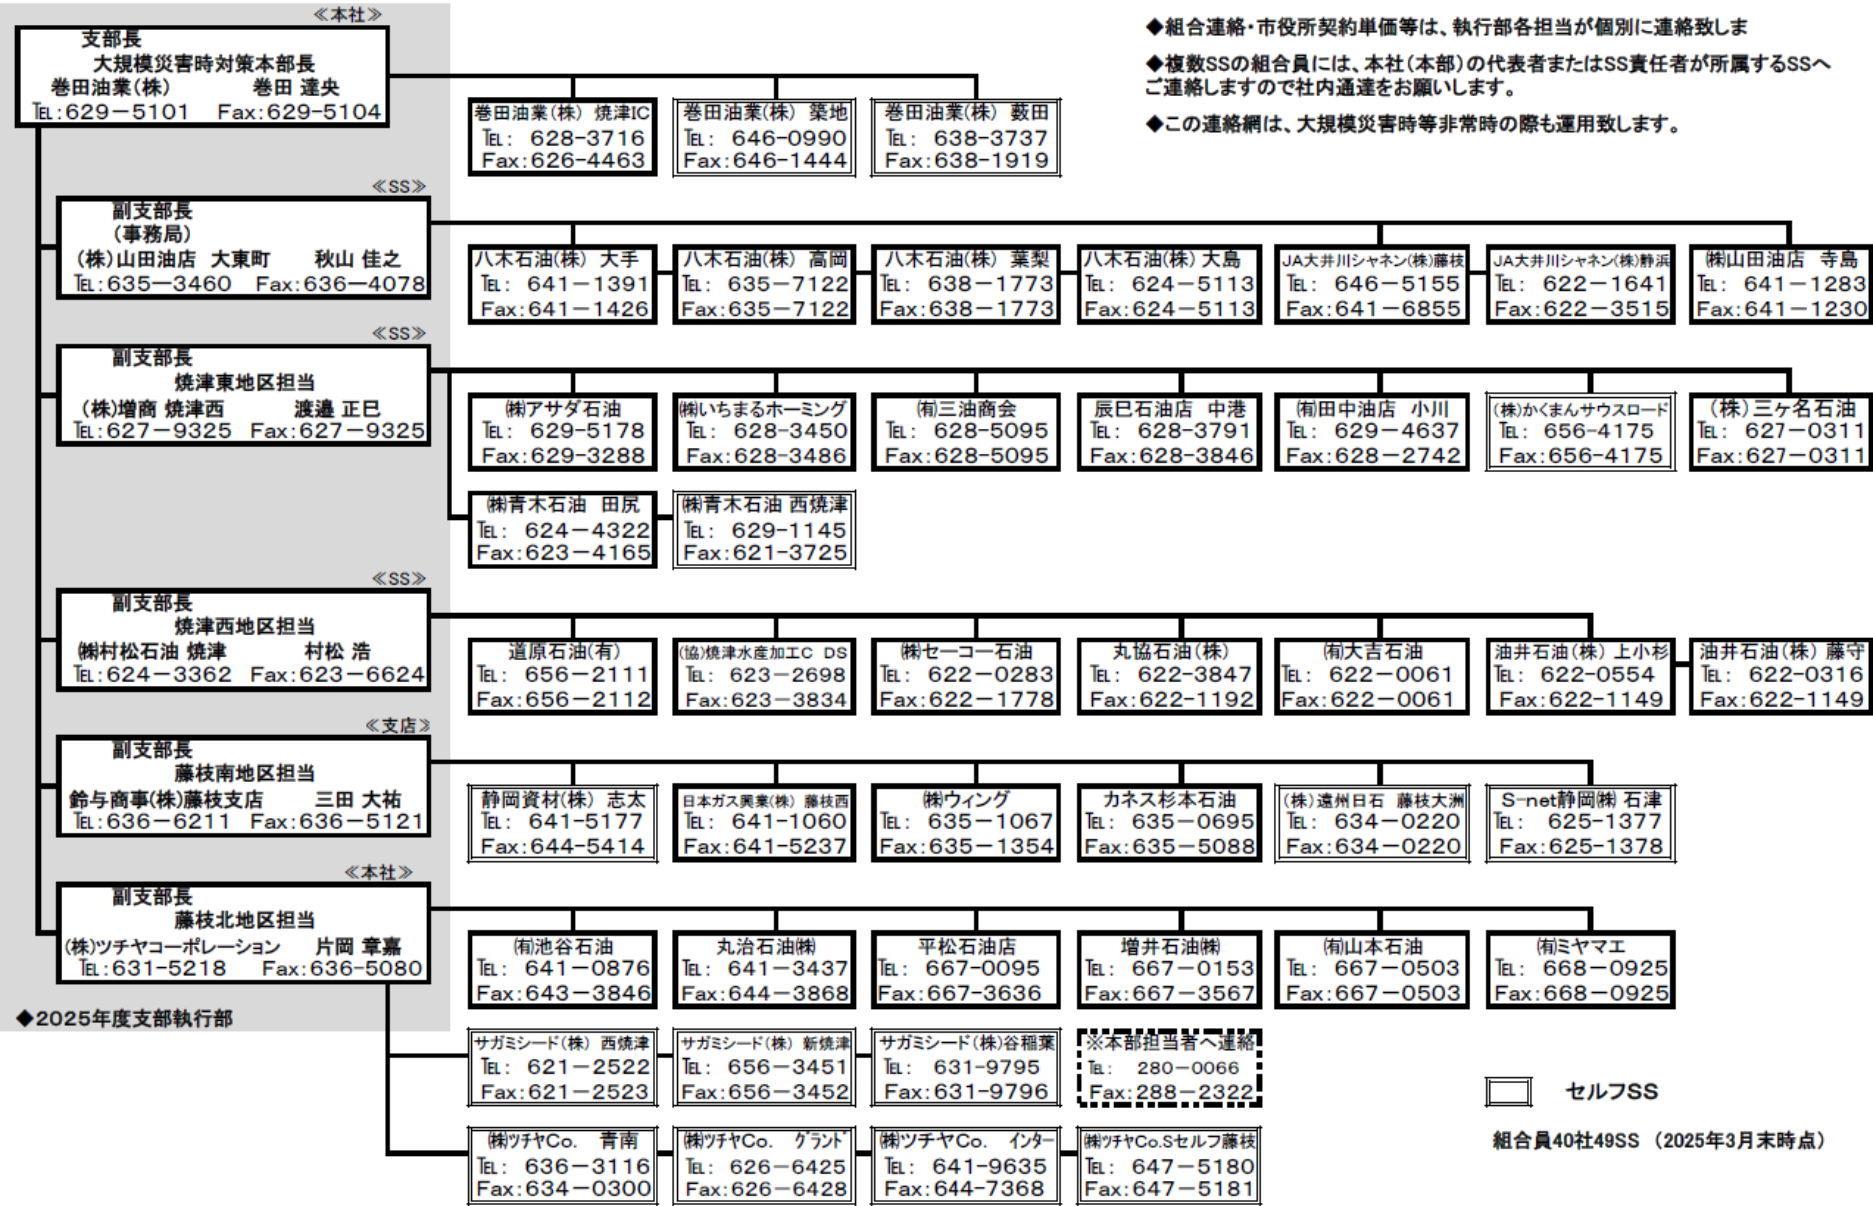 ≪本社≫
支部長
大規模災害時対策本部長
巻田油業(株) 巻田 達央
℡:629－5101 Fax:629-5104
◆組合連絡・市役所契約単価等は、執行部各担当が個別に連絡致しま
◆複数SSの組合員には、本社(本部)の代表者またはSS責任者が所属するSSへ
ご連絡しますので社内通達をお願いします。
◆この連絡網は、大規模災害時等非常時の際も運用致します。
巻田油業(株) 焼津IC
℡: 628-3716
Fax:626-4463
巻田油業(株) 築地
℡: 646-0990
Fax:646-1444
巻田油業(株) 薮田
℡: 638-3737
Fax:638-1919
≪SS≫
副支部長
(事務局)
(株)山田油店 大東町 秋山 佳之
℡:635－3460 Fax:636－4078
八木石油(株) 大手
℡: 641－1391
Fax:641－1426
八木石油(株) 高岡
℡: 635－7122
Fax:635－7122
八木石油(株) 葉梨
℡: 638－1773
Fax:638－1773
八木石油(株) 大島
℡: 624－5113
Fax:624－5113
JA大井川シャネン(株)藤枝
℡: 646－5155
Fax:641－6855
JA大井川シャネン(株)静浜
℡: 622－1641
Fax:622－3515
㈱山田油店 寺島
℡: 641－1283
Fax:641－1230
≪SS≫
副支部長
焼津東地区担当
(株)増商 焼津西 渡邉 正巳
℡:627－9325 Fax:627－9325
㈱アサダ石油
℡: 629-5178
Fax:629-3288
㈱いちまるホーミング
℡: 628-3450
Fax:628-3486
㈲三油商会
℡: 628-5095
Fax:628-5095
辰巳石油店 中港
℡: 628-3791
Fax:628-3846
㈲田中油店 小川
℡: 629－4637
Fax:628－2742
(株)かくまんサウスロード
℡: 656-4175
Fax:656-4175
(株)三ヶ名石油
℡: 627-0311
Fax:627-0311
㈱青木石油 田尻
℡: 624－4322
Fax:623－4165
㈱青木石油 西焼津
℡: 629-1145
Fax:621-3725
≪SS≫
副支部長
焼津西地区担当
㈱村松石油 焼津 村松 浩
℡:624－3362 Fax:623－6624
道原石油(有)
℡: 656－2111
Fax:656－2112
(協)焼津水産加工C DS
℡: 623－2698
Fax:623－3834
㈱セーコー石油
℡: 622－0283
Fax:622－1778
丸協石油(株)
℡: 622-3847
Fax:622-1192
㈲大吉石油
℡: 622－0061
Fax:622－0061
油井石油(株) 上小杉
℡: 622-0554
Fax:622-1149
油井石油(株) 藤守
℡: 622-0316
Fax:622-1149
≪支店≫
副支部長
藤枝南地区担当
鈴与商事(株)藤枝支店 三田 大祐
℡:636－6211 Fax:636－5121
静岡資材(株) 志太
℡: 641-5177
Fax:644-5414
日本ガス興業(株) 藤枝西
℡: 641-1060
Fax:641-5237
㈱ウィング
℡: 635－1067
Fax:635－1354
カネス杉本石油
℡: 635－0695
Fax:635－5088
(株)遠州日石 藤枝大洲
℡: 634－0220
Fax:634－0220
S-net静岡㈱ 石津
℡: 625-1377
Fax:625-1378
≪本社≫
副支部長
藤枝北地区担当
(株)ツチヤコーポレーション 片岡 章嘉
℡:631-5218 Fax:636-5080
㈲池谷石油
℡: 641－0876
Fax:643－3846
丸治石油㈱
℡: 641－3437
Fax:644－3868
平松石油店
℡: 667-0095
Fax:667-3636
増井石油㈱
℡: 667－0153
Fax:667－3567
㈲山本石油
℡: 667－0503
Fax:667－0503
㈲ミヤマエ
℡: 668－0925
Fax:668－0925
◆2025年度支部執行部
サガミシード(株) 西焼津
℡: 621－2522
Fax:621－2523
サガミシード(株) 新焼津
℡: 656－3451
Fax:656－3452
サガミシード(株)谷稲葉
℡: 631-9795
Fax:631-9796
※本部担当者へ連絡
℡: 280－0066
Fax:288－2322
セルフSS
㈱ツチヤCo. 青南
℡: 636－3116
Fax:634－0300
㈱ツチヤCo. グランド
℡: 626－6425
Fax:626－6428
㈱ツチヤCo. インター
℡: 641－9635
Fax:644-7368
㈱ツチヤCo.Sセルフ藤枝
℡: 647－5180
Fax:647－5181
組合員40社49SS (2025年3月末時点)